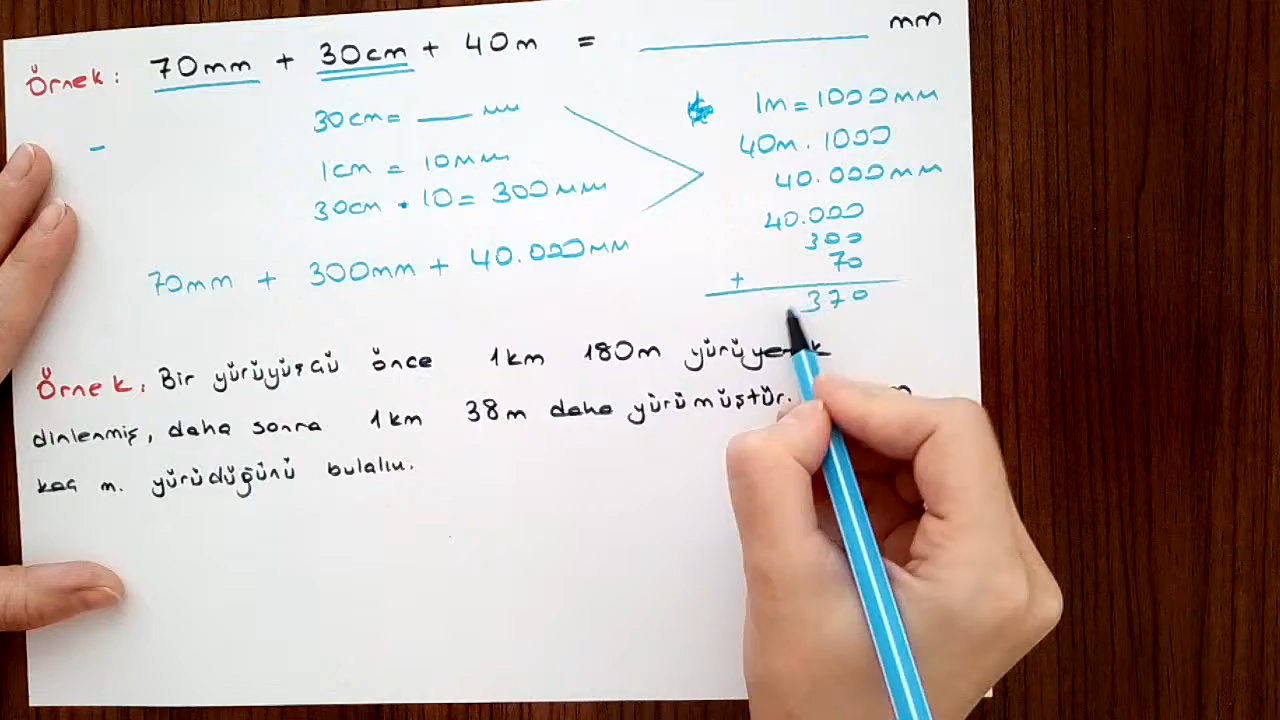 Örnek: 70mm + 30cm + 40m = ________ mm
30cm = ___ mm
1cm = 10mm
30cm . 10 = 300mm
70mm + 300mm + 40.000mm
1m = 1000mm
40m . 1000
40.000mm
40.000
300
70
+
370
Örnek: Bir yürüyüşcü önce 1km 180m yürüyerek
dinlenmiş, daha sonra 1km 38m daha yürümüştür.
kaç m. yürüdüğünü bulalım.